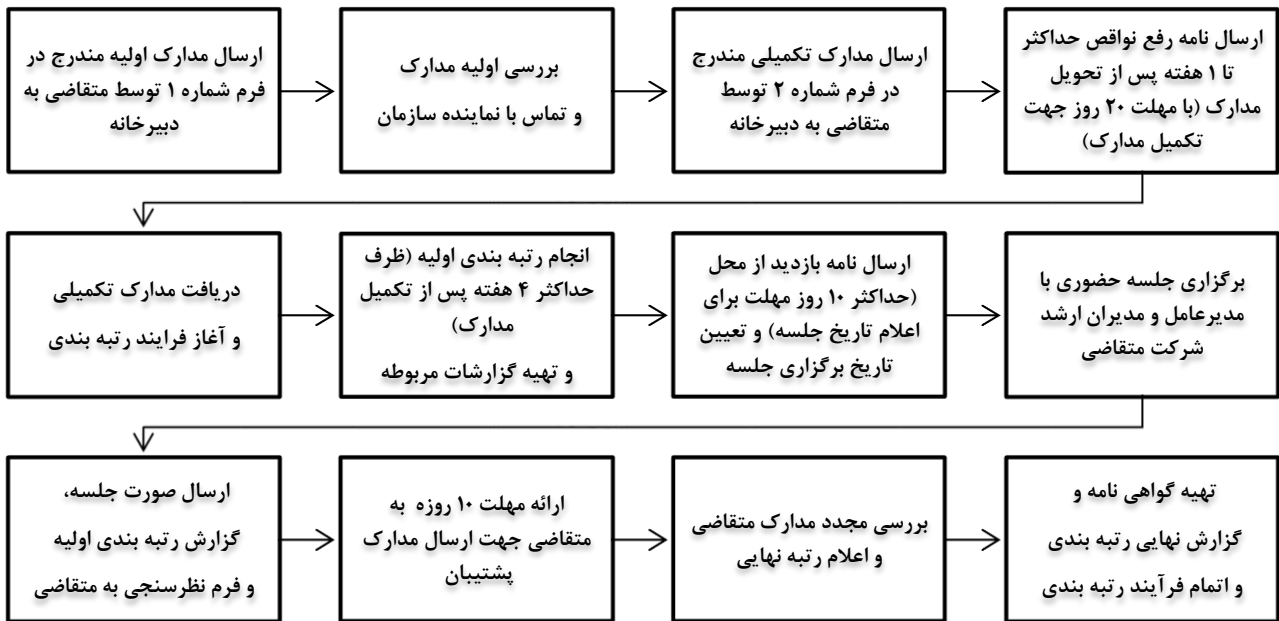 ارسال مدارک اولیه مندرج در
فرم شماره ۱ توسط متقاضی به
دبیرخانه
بررسی اولیه مدارک
و تماس با نماینده سازمان
ارسال مدارک تکمیلی مندرج
در فرم شماره ۲ توسط
متقاضی به دبیرخانه
ارسال نامه رفع نواقص حداکثر
تا ۱ هفته پس از تحویل
مدارک (با مهلت ۲۰ روز جهت
تکمیل مدارک)
دریافت مدارک تکمیلی
و آغاز فرایند رتبه بندی
انجام رتبه بندی اولیه (ظرف
حداکثر ۴ هفته پس از تکمیل
مدارک)
و تهیه گزارشات مربوطه
ارسال نامه بازدید از محل
(حداکثر ۱۰ روز مهلت برای
اعلام تاریخ جلسه) و تعیین
تاریخ برگزاری جلسه
برگزاری جلسه حضوری با
مدیرعامل و مدیران ارشد
شرکت متقاضی
ارسال صورت جلسه،
گزارش رتبه بندی اولیه
و فرم نظرسنجی به متقاضی
ارائه مهلت ۱۰ روزه به
متقاضی جهت ارسال مدارک
پشتیبان
بررسی مجدد مدارک متقاضی
و اعلام رتبه نهایی
تهیه گواهی نامه و
گزارش نهایی رتبه بندی
و اتمام فرآیند رتبه بندی